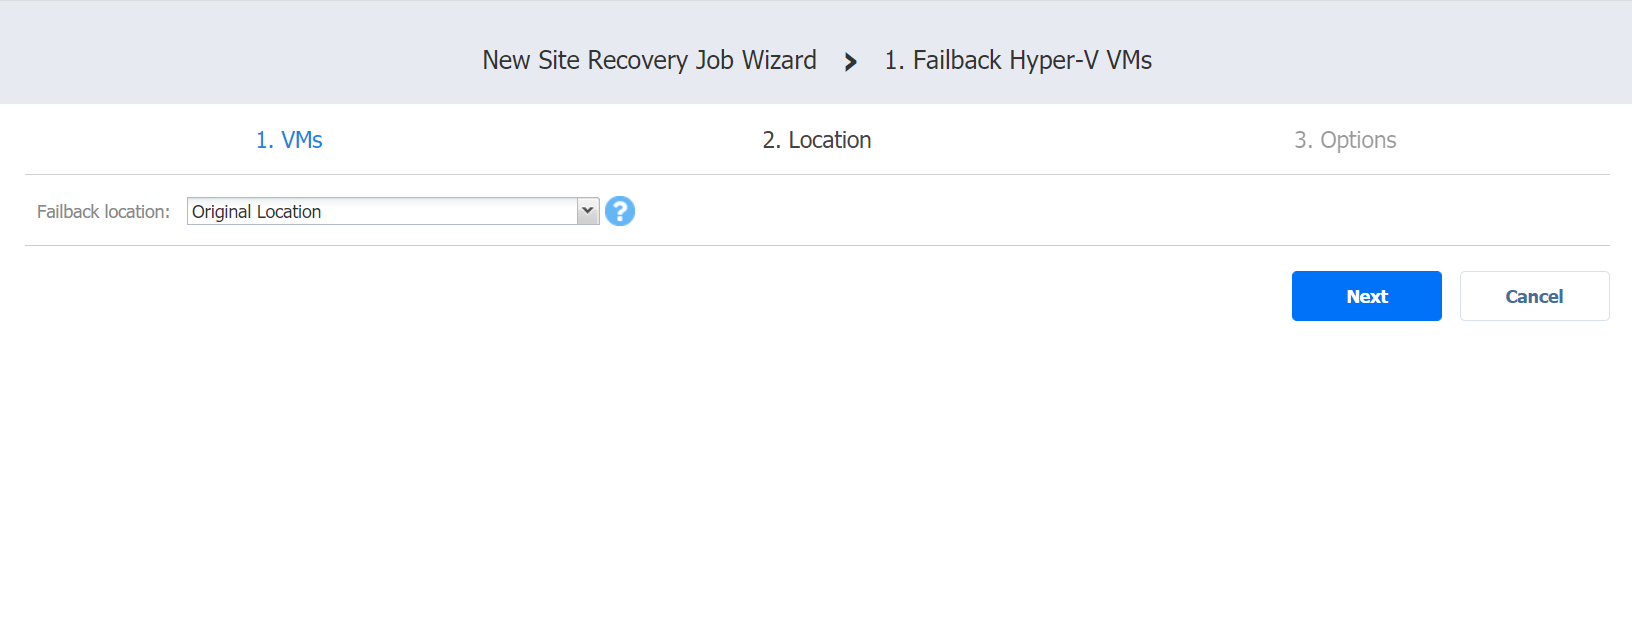 New Site Recovery Job Wizard > 1. Failback Hyper-V VMs
1. VMs 2. Location 3. Options
Failback location: Original Location ?
Next Cancel